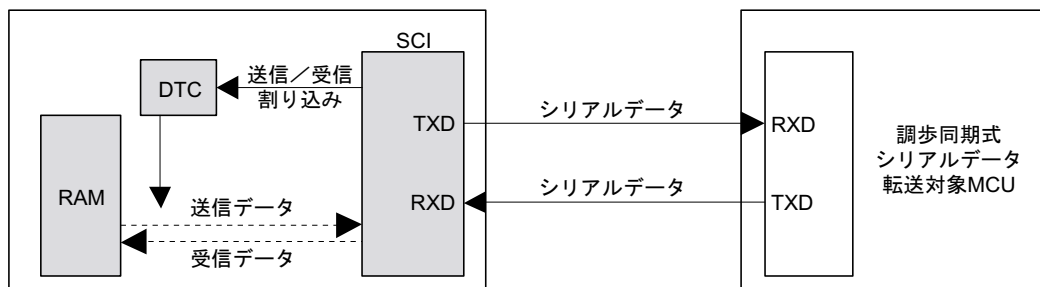 SCI
DTC
送信／受信
割り込み
TXD
シリアルデータ
RXD
調歩同期式
シリアルデータ
転送対象MCU
RAM
送信データ
受信データ
RXD
シリアルデータ
TXD